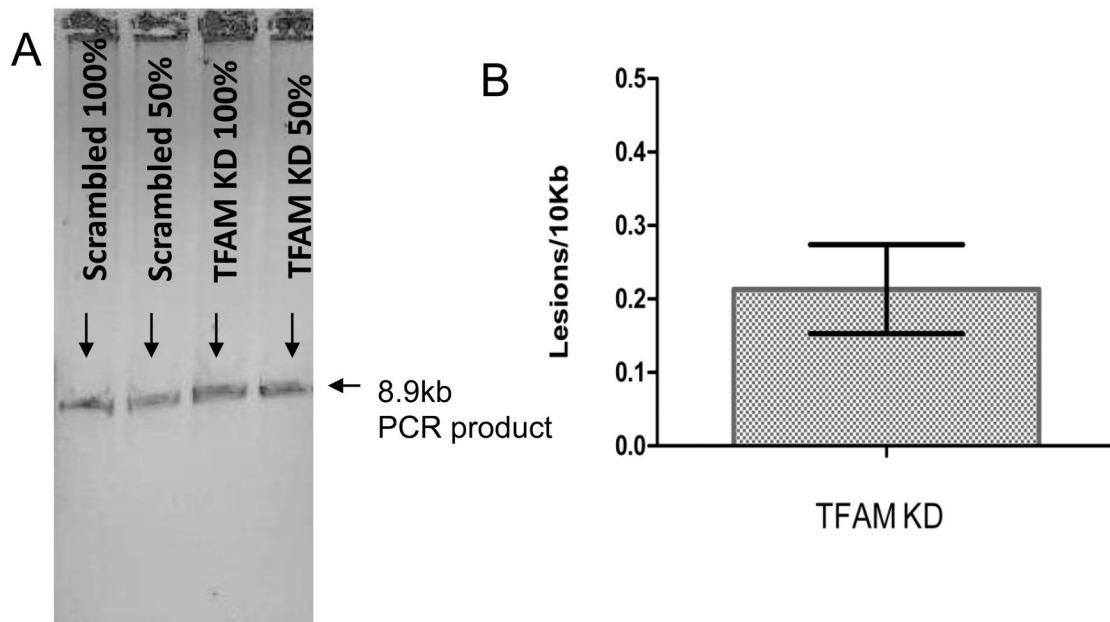 A
Scrambled 100%
Scrambled 50%
TFAM KD 100%
TFAM KD 50%
8.9kb
PCR product
B
Lesions/10Kb
0.5
0.4
0.3
0.2
0.1
0.0
TFAM KD